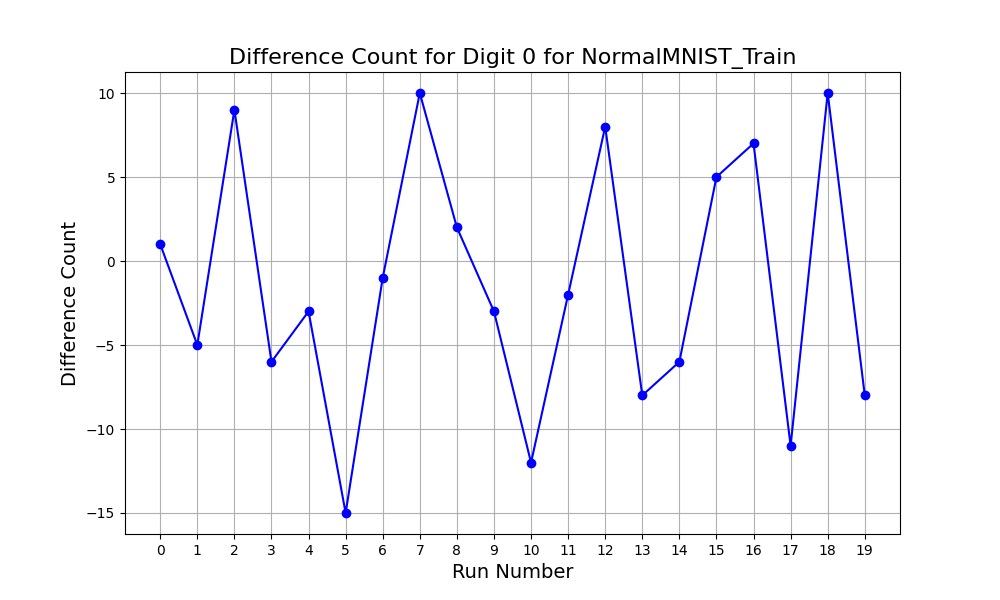 Difference Count for Digit 0 for NormalMNIST_Train
Difference Count
10
5
0
−5
−10
−15
0 1 2 3 4 5 6 7 8 9 10 11 12 13 14 15 16 17 18 19
Run Number